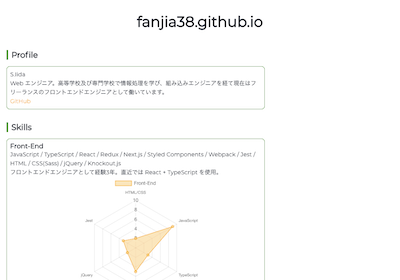 fanjia38.github.io
Profile
S.Iida
Web エンジニア。高等学校及び専門学校で情報処理を学び、組み込みエンジニアを経て現在はフ
リーランスのフロントエンドエンジニアとして働いています。
GitHub
Skills
Front-End
JavaScript / TypeScript / React / Redux / Next.js / Styled Components / Webpack / Jest /
HTML / CSS(Sass) / jQuery / Knockout.js
フロントエンドエンジニアとして経験3年。直近では React + TypeScript を使用。
Front-End
HTML/CSS
10
8
6
4
2
Jest
JavaScript
jQuery
TypeScript